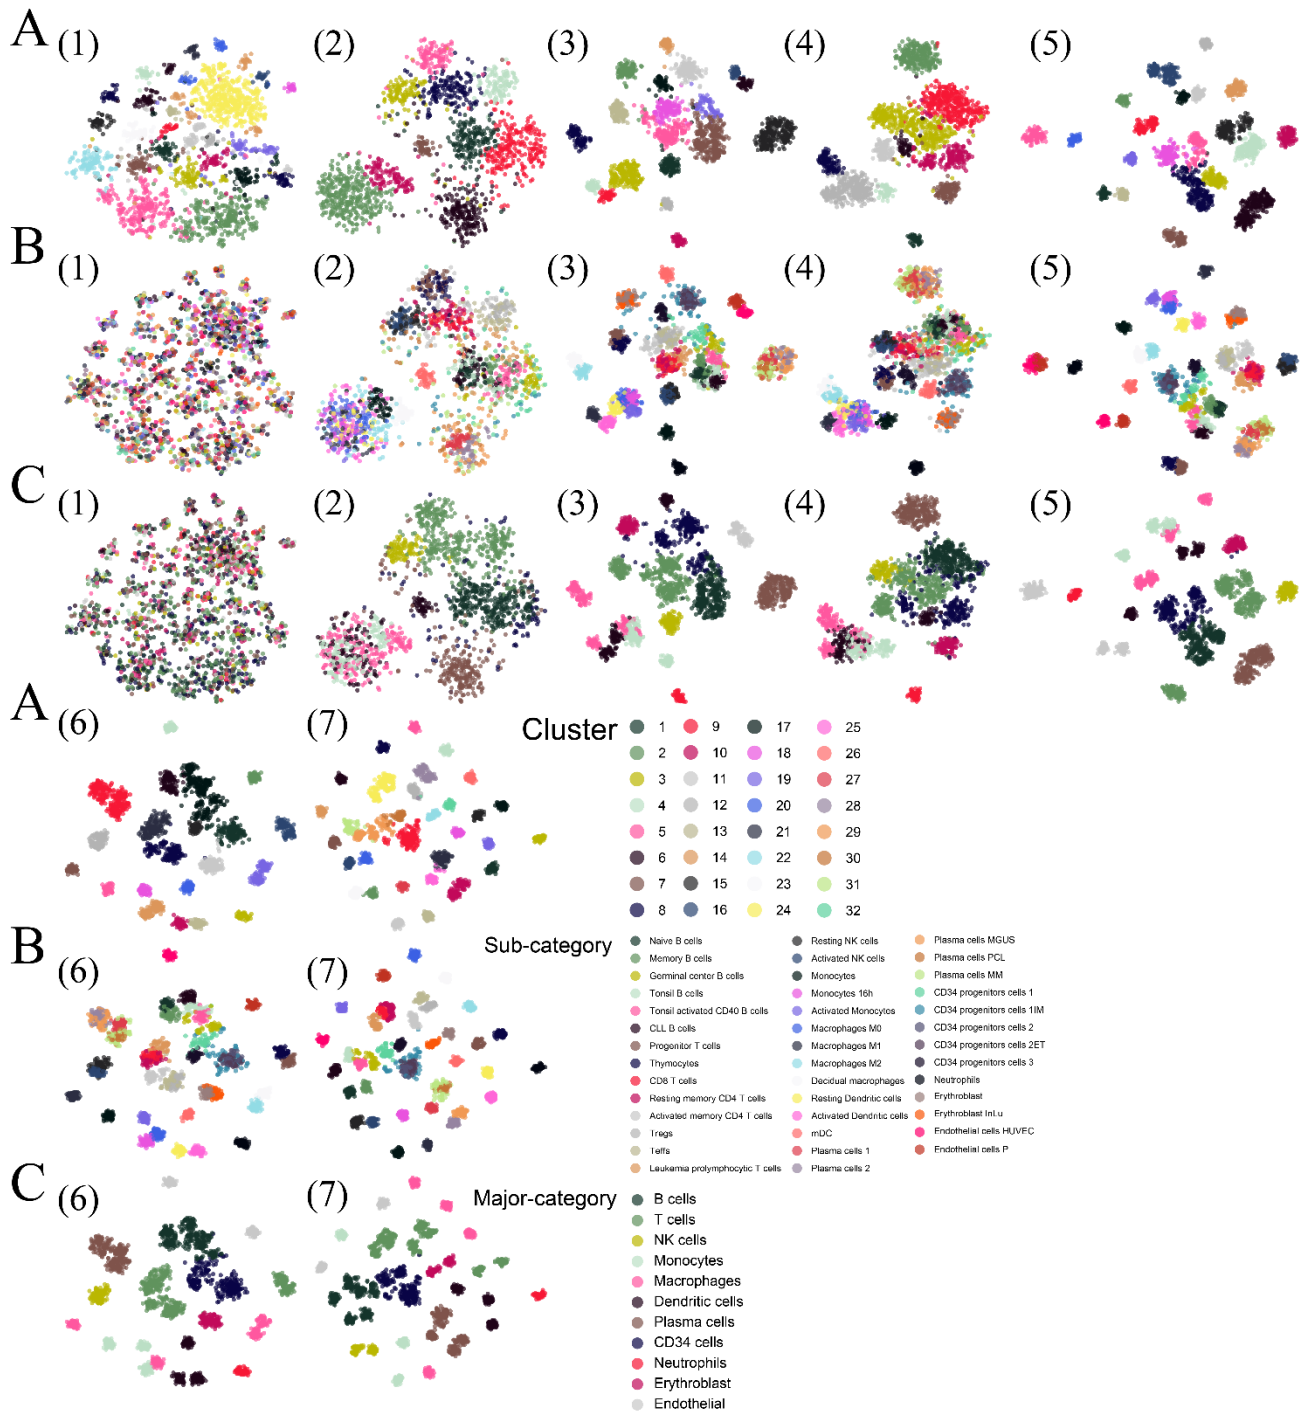 A
(1) (2) (3) (4) (5)
B
(1) (2) (3) (4) (5)
C
(1) (2) (3) (4) (5)
A
(6) (7)
Cluster
1 9 17 25
2 10 18 26
3 11 19 27
4 12 20 28
5 13 21 29
6 14 22 30
7 15 23 31
8 16 24 32
B
(6) (7)
Sub-category
Naive B cells Resting NK cells Plasma cells MGUS
Memory B cells Activated NK cells Plasma cells PCL
Germinal center B cells Monocytes Plasma cells MM
Tonsil B cells Monocytes 16h CD34 progenitors cells 1
Tonsil activated CD40 B cells Activated Monocytes CD34 progenitors cells 1IM
CLL B cells Macrophages M0 CD34 progenitors cells 2
Progenitor T cells Macrophages M1 CD34 progenitors cells 2ET
Thymocytes Macrophages M2 CD34 progenitors cells 3
CD8 T cells Decidual macrophages Neutrophils
Resting memory CD4 T cells Resting Dendritic cells Erythroblast
Activated memory CD4 T cells Activated Dendritic cells Erythroblast InLu
Tregs mDC Endothelial cells HUVEC
Teffs Plasma cells 1 Endothelial cells P
Leukemia prolymphocytic T cells Plasma cells 2
C
(6) (7)
Major-category
B cells
T cells
NK cells
Monocytes
Macrophages
Dendritic cells
Plasma cells
CD34 cells
Neutrophils
Erythroblast
Endothelial